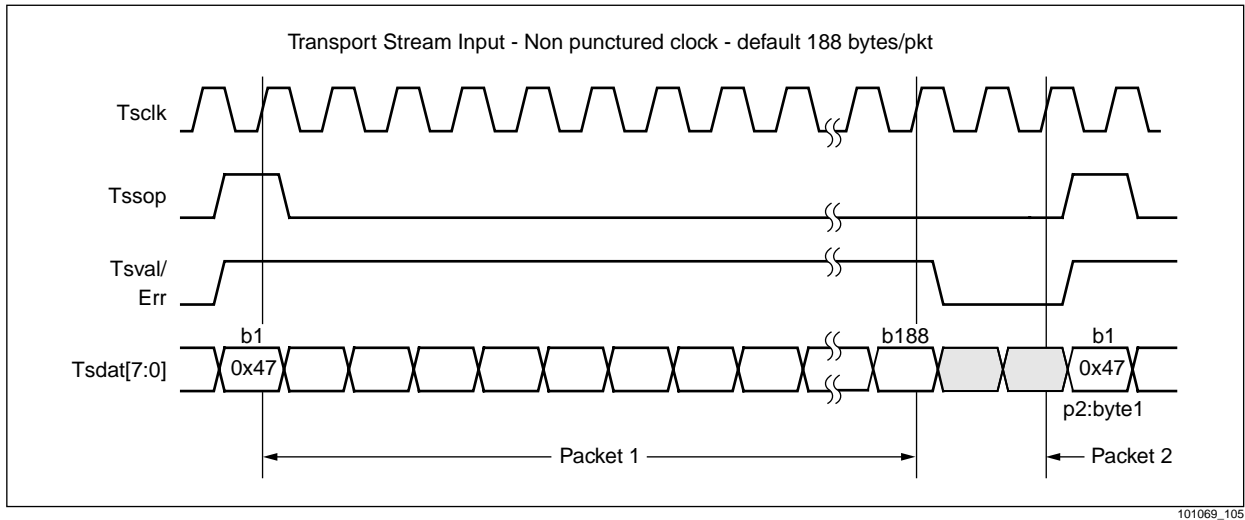 Transport Stream Input - Non punctured clock - default 188 bytes/pkt
Tsclk
Tssop
Tsval/
Err
b1
b188
b1
Tsdat[7:0]
0x47
0x47
p2:byte1
Packet 1
Packet 2
101069_105